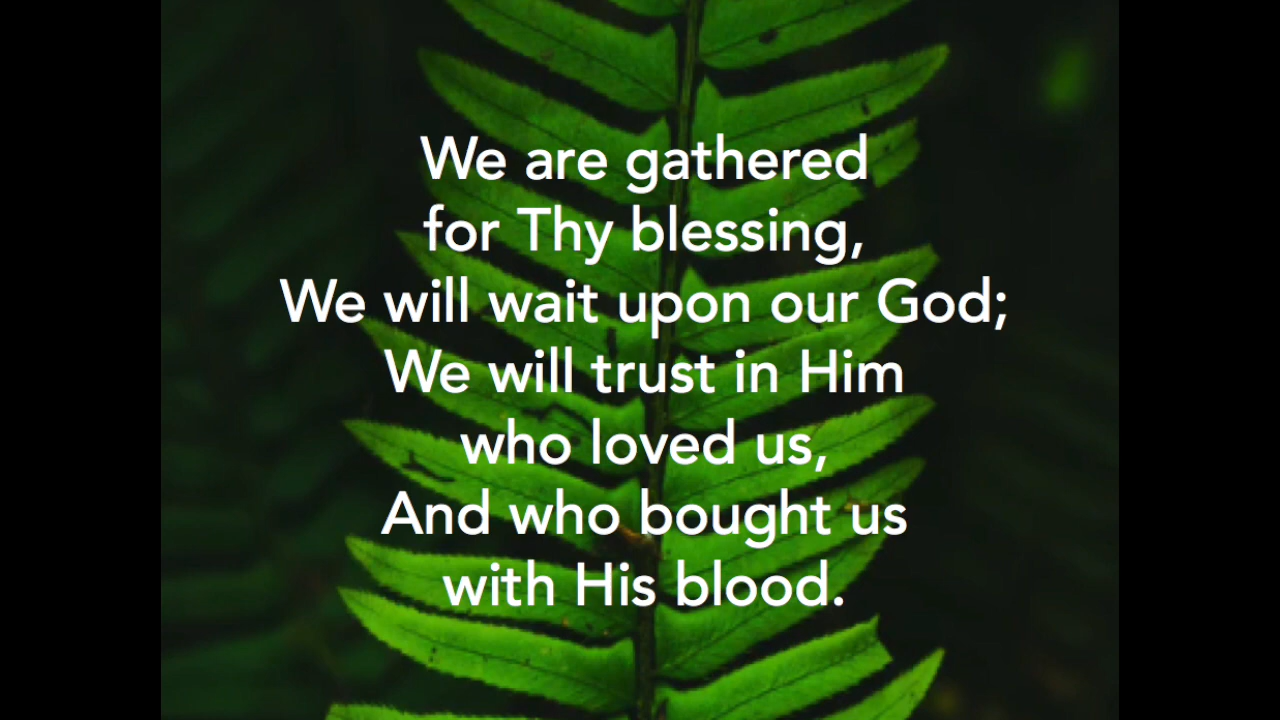 We are gathered
for Thy blessing,
We will wait upon our God;
We will trust in Him
who loved us,
And who bought us
with His blood.